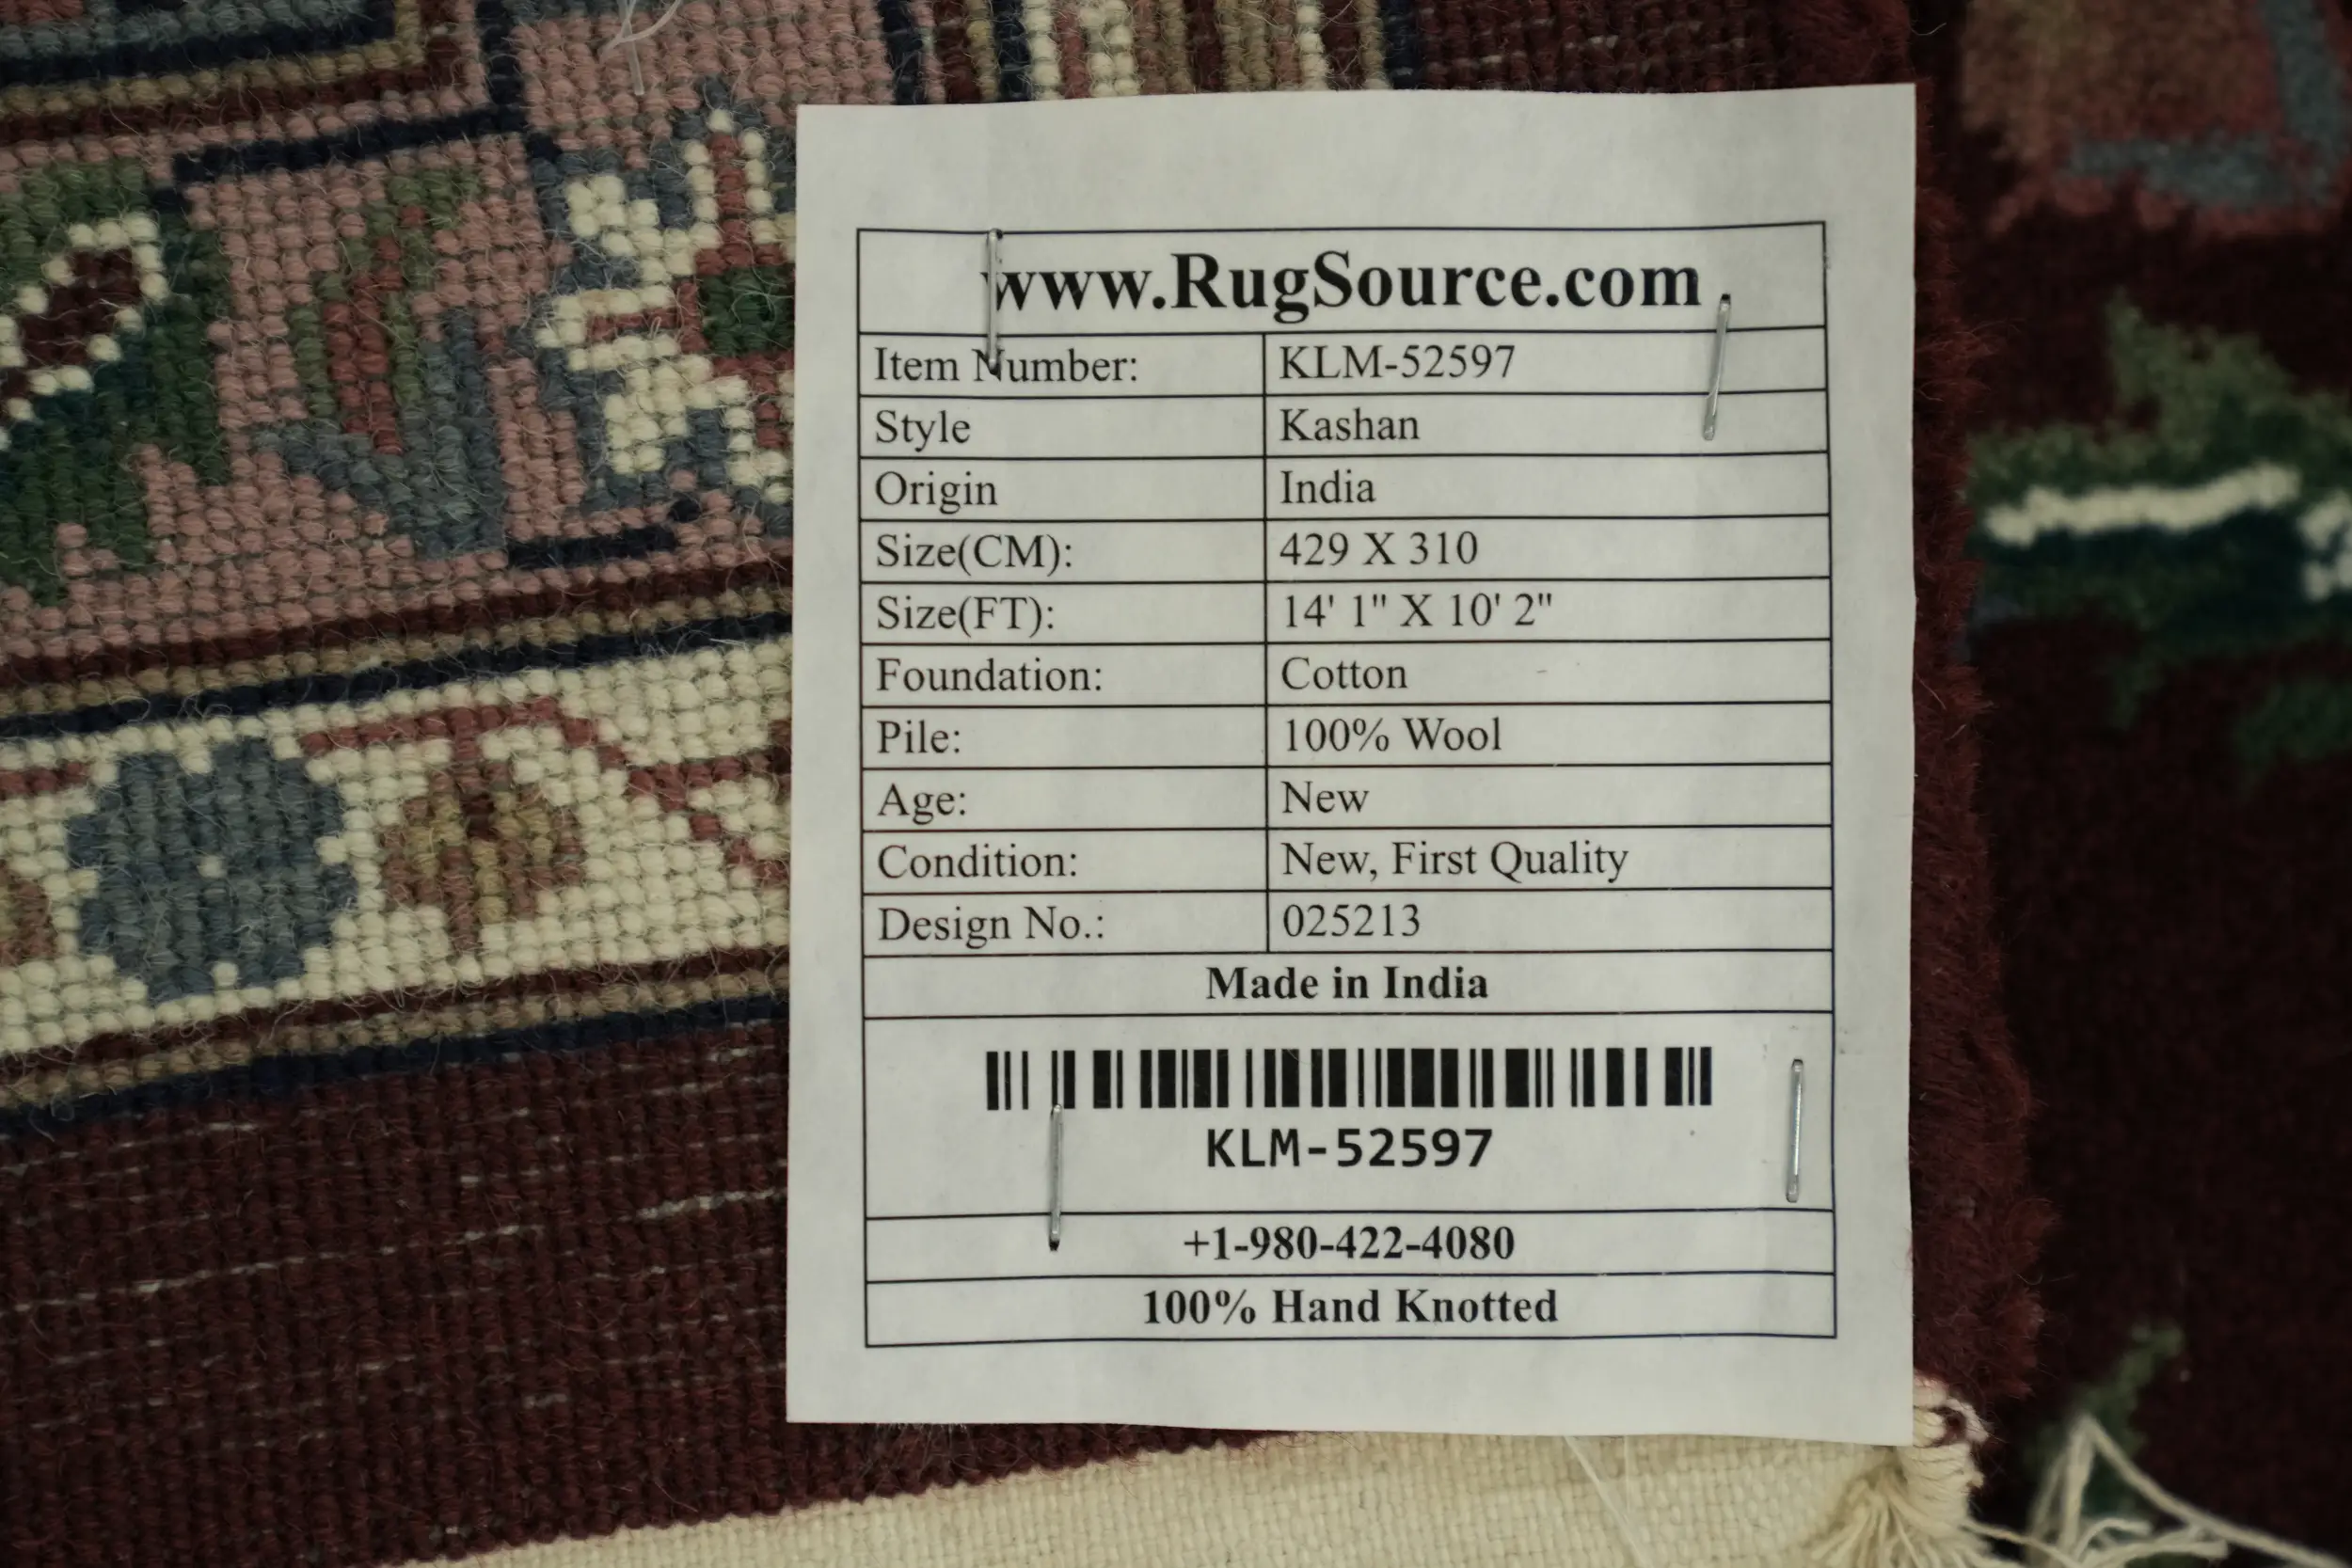 www.RugSource.com
Item Number: KLM-52597
Style Kashan
Origin India
Size(CM): 429 X 310
Size(FT): 14' 1" X 10' 2"
Foundation: Cotton
Pile: 100% Wool
Age: New
Condition: New, First Quality
Design No.: 025213
Made in India
KLM-52597
+1-980-422-4080
100% Hand Knotted